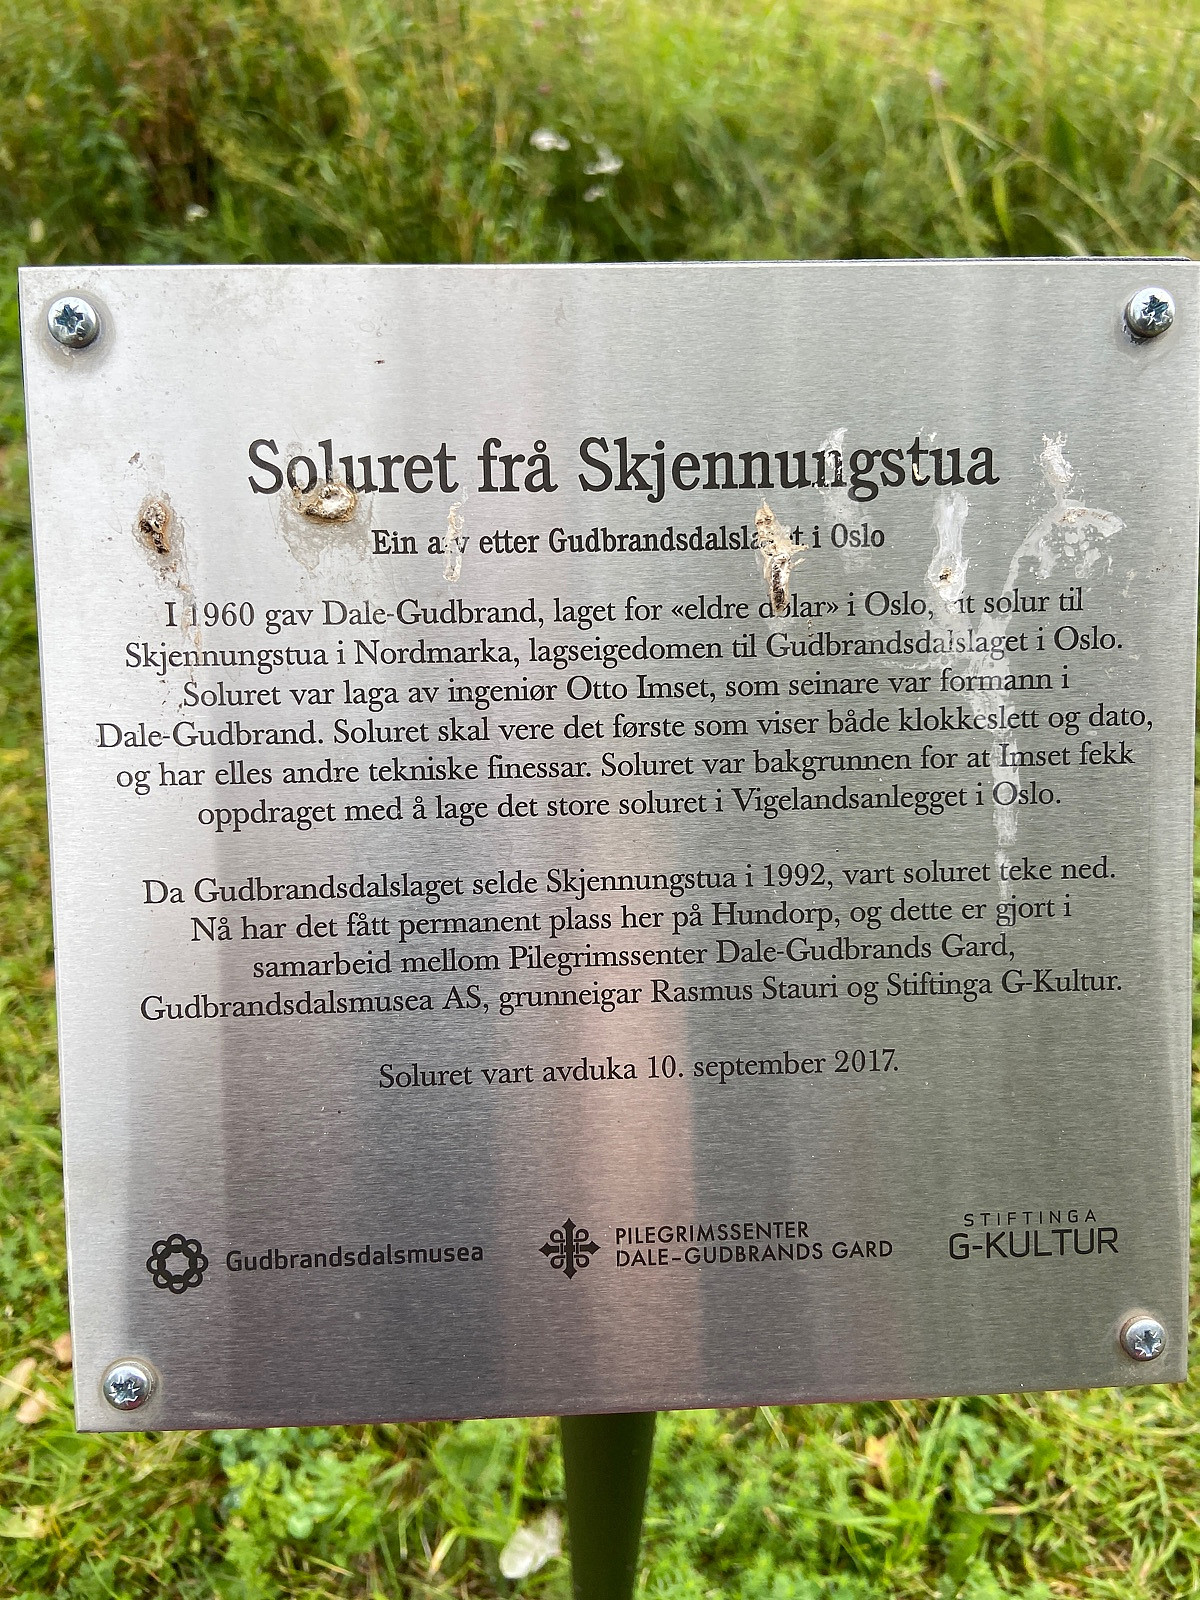 Soluret frå Skjennungstua
Ein arv etter Gudbrandsdalslaget i Oslo
I 1960 gav Dale-Gudbrand, laget for «eldre dølar» i Oslo, eit solur til
Skjennungstua i Nordmarka, lagseigedomen til Gudbrandsdalslaget i Oslo.
Soluret var laga av ingeniør Otto Imset, som seinare var formann i
Dale-Gudbrand. Soluret skal vere det første som viser både klokkeslett og dato,
og har elles andre tekniske finessar. Soluret var bakgrunnen for at Imset fekk
oppdraget med å lage det store soluret i Vigelandsanlegget i Oslo.
Da Gudbrandsdalslaget selde Skjennungstua i 1992, vart soluret teke ned.
Nå har det fått permanent plass her på Hundorp, og dette er gjort i
samarbeid mellom Pilegrimssenter Dale-Gudbrands Gard,
Gudbrandsdalsmusea AS, grunneigar Rasmus Stauri og Stiftinga G-Kultur.
Soluret vart avduka 10. september 2017.
Gudbrandsdalsmusea
PILEGRIMSSENTER
DALE-GUDBRANDS GARD
STIFTINGA
G-KULTUR